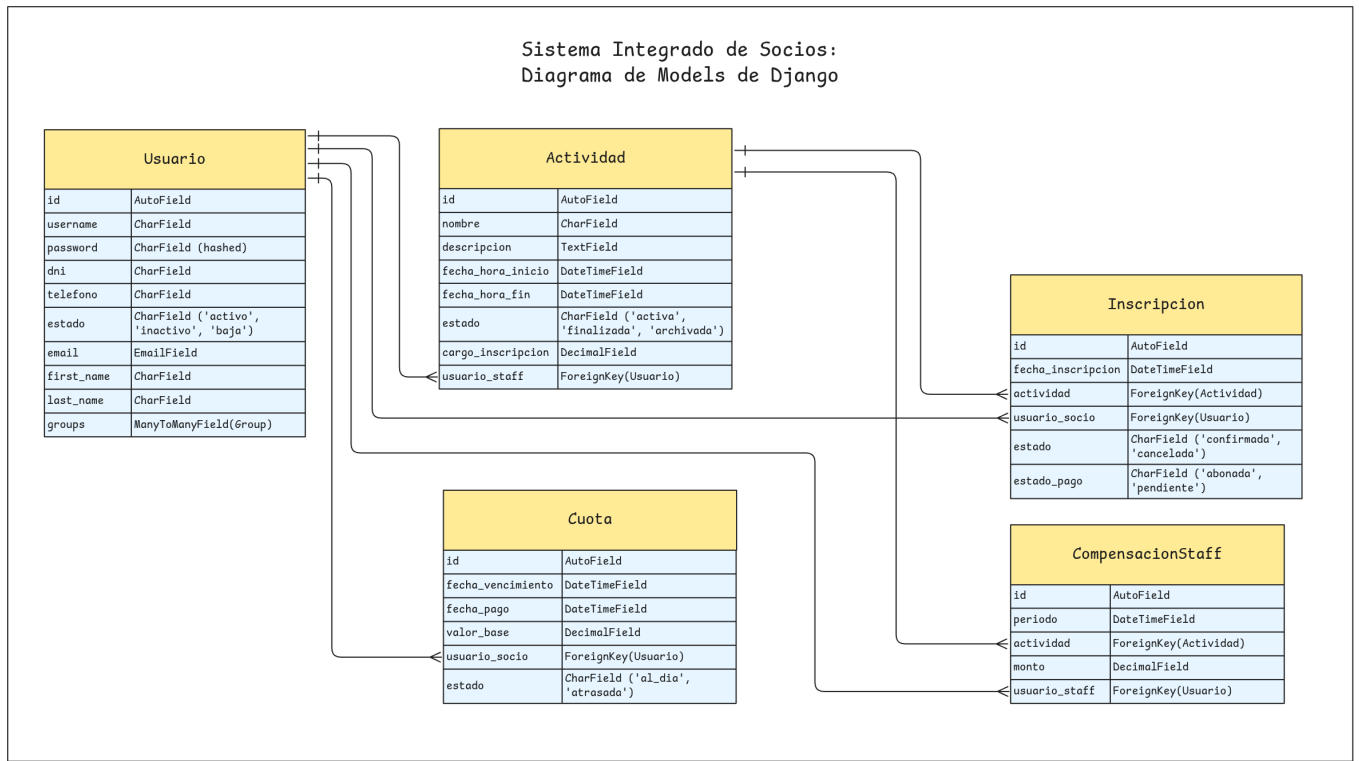 Sistema Integrado de Socios:
Diagrama de Models de Django
Usuario
id AutoField
username CharField
password CharField (hashed)
dni CharField
telefono CharField
estado CharField ('activo',
'inactivo', 'baja')
email EmailField
first_name CharField
last_name CharField
groups ManyToManyField(Group)
Actividad
id AutoField
nombre CharField
descripcion TextField
fecha_hora_inicio DateTimeField
fecha_hora_fin DateTimeField
estado CharField ('activa',
'finalizada', 'archivada')
cargo_inscripcion DecimalField
usuario_staff ForeignKey(Usuario)
Inscripcion
id AutoField
fecha_inscripcion DateTimeField
actividad ForeignKey(Actividad)
usuario_socio ForeignKey(Usuario)
estado CharField ('confirmada',
'cancelada')
estado_pago CharField ('abonada',
'pendiente')
Cuota
id AutoField
fecha_vencimiento DateTimeField
fecha_pago DateTimeField
valor_base DecimalField
usuario_socio ForeignKey(Usuario)
estado CharField ('al_dia',
'atrasada')
CompensacionStaff
id AutoField
periodo DateTimeField
actividad ForeignKey(Actividad)
monto DecimalField
usuario_staff ForeignKey(Usuario)